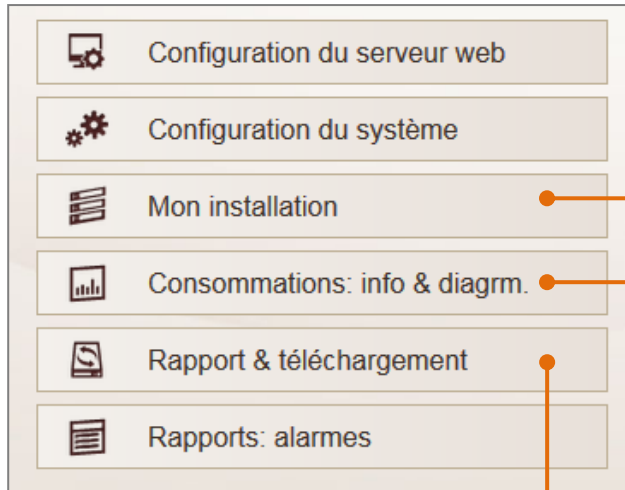 Configuration du serveur web
Configuration du système
Mon installation
Consommations: info & diagrm.
Rapport & téléchargement
Rapports: alarmes